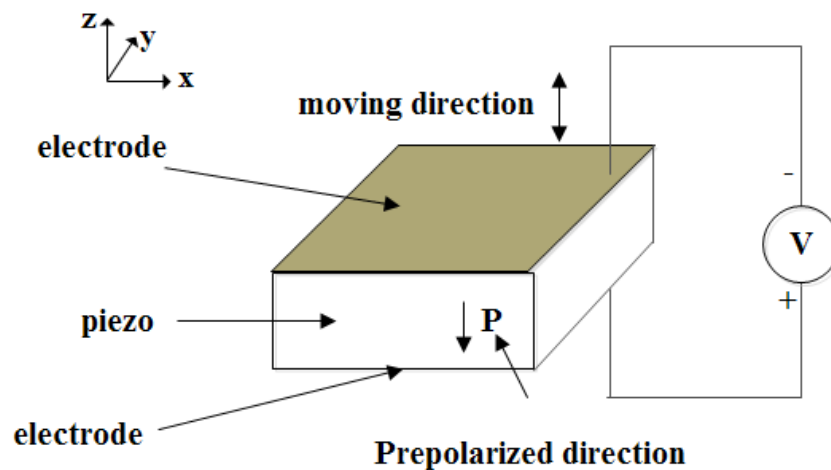 z
y
x
moving direction
electrode
-
V
+
piezo
P
electrode
Prepolarized direction